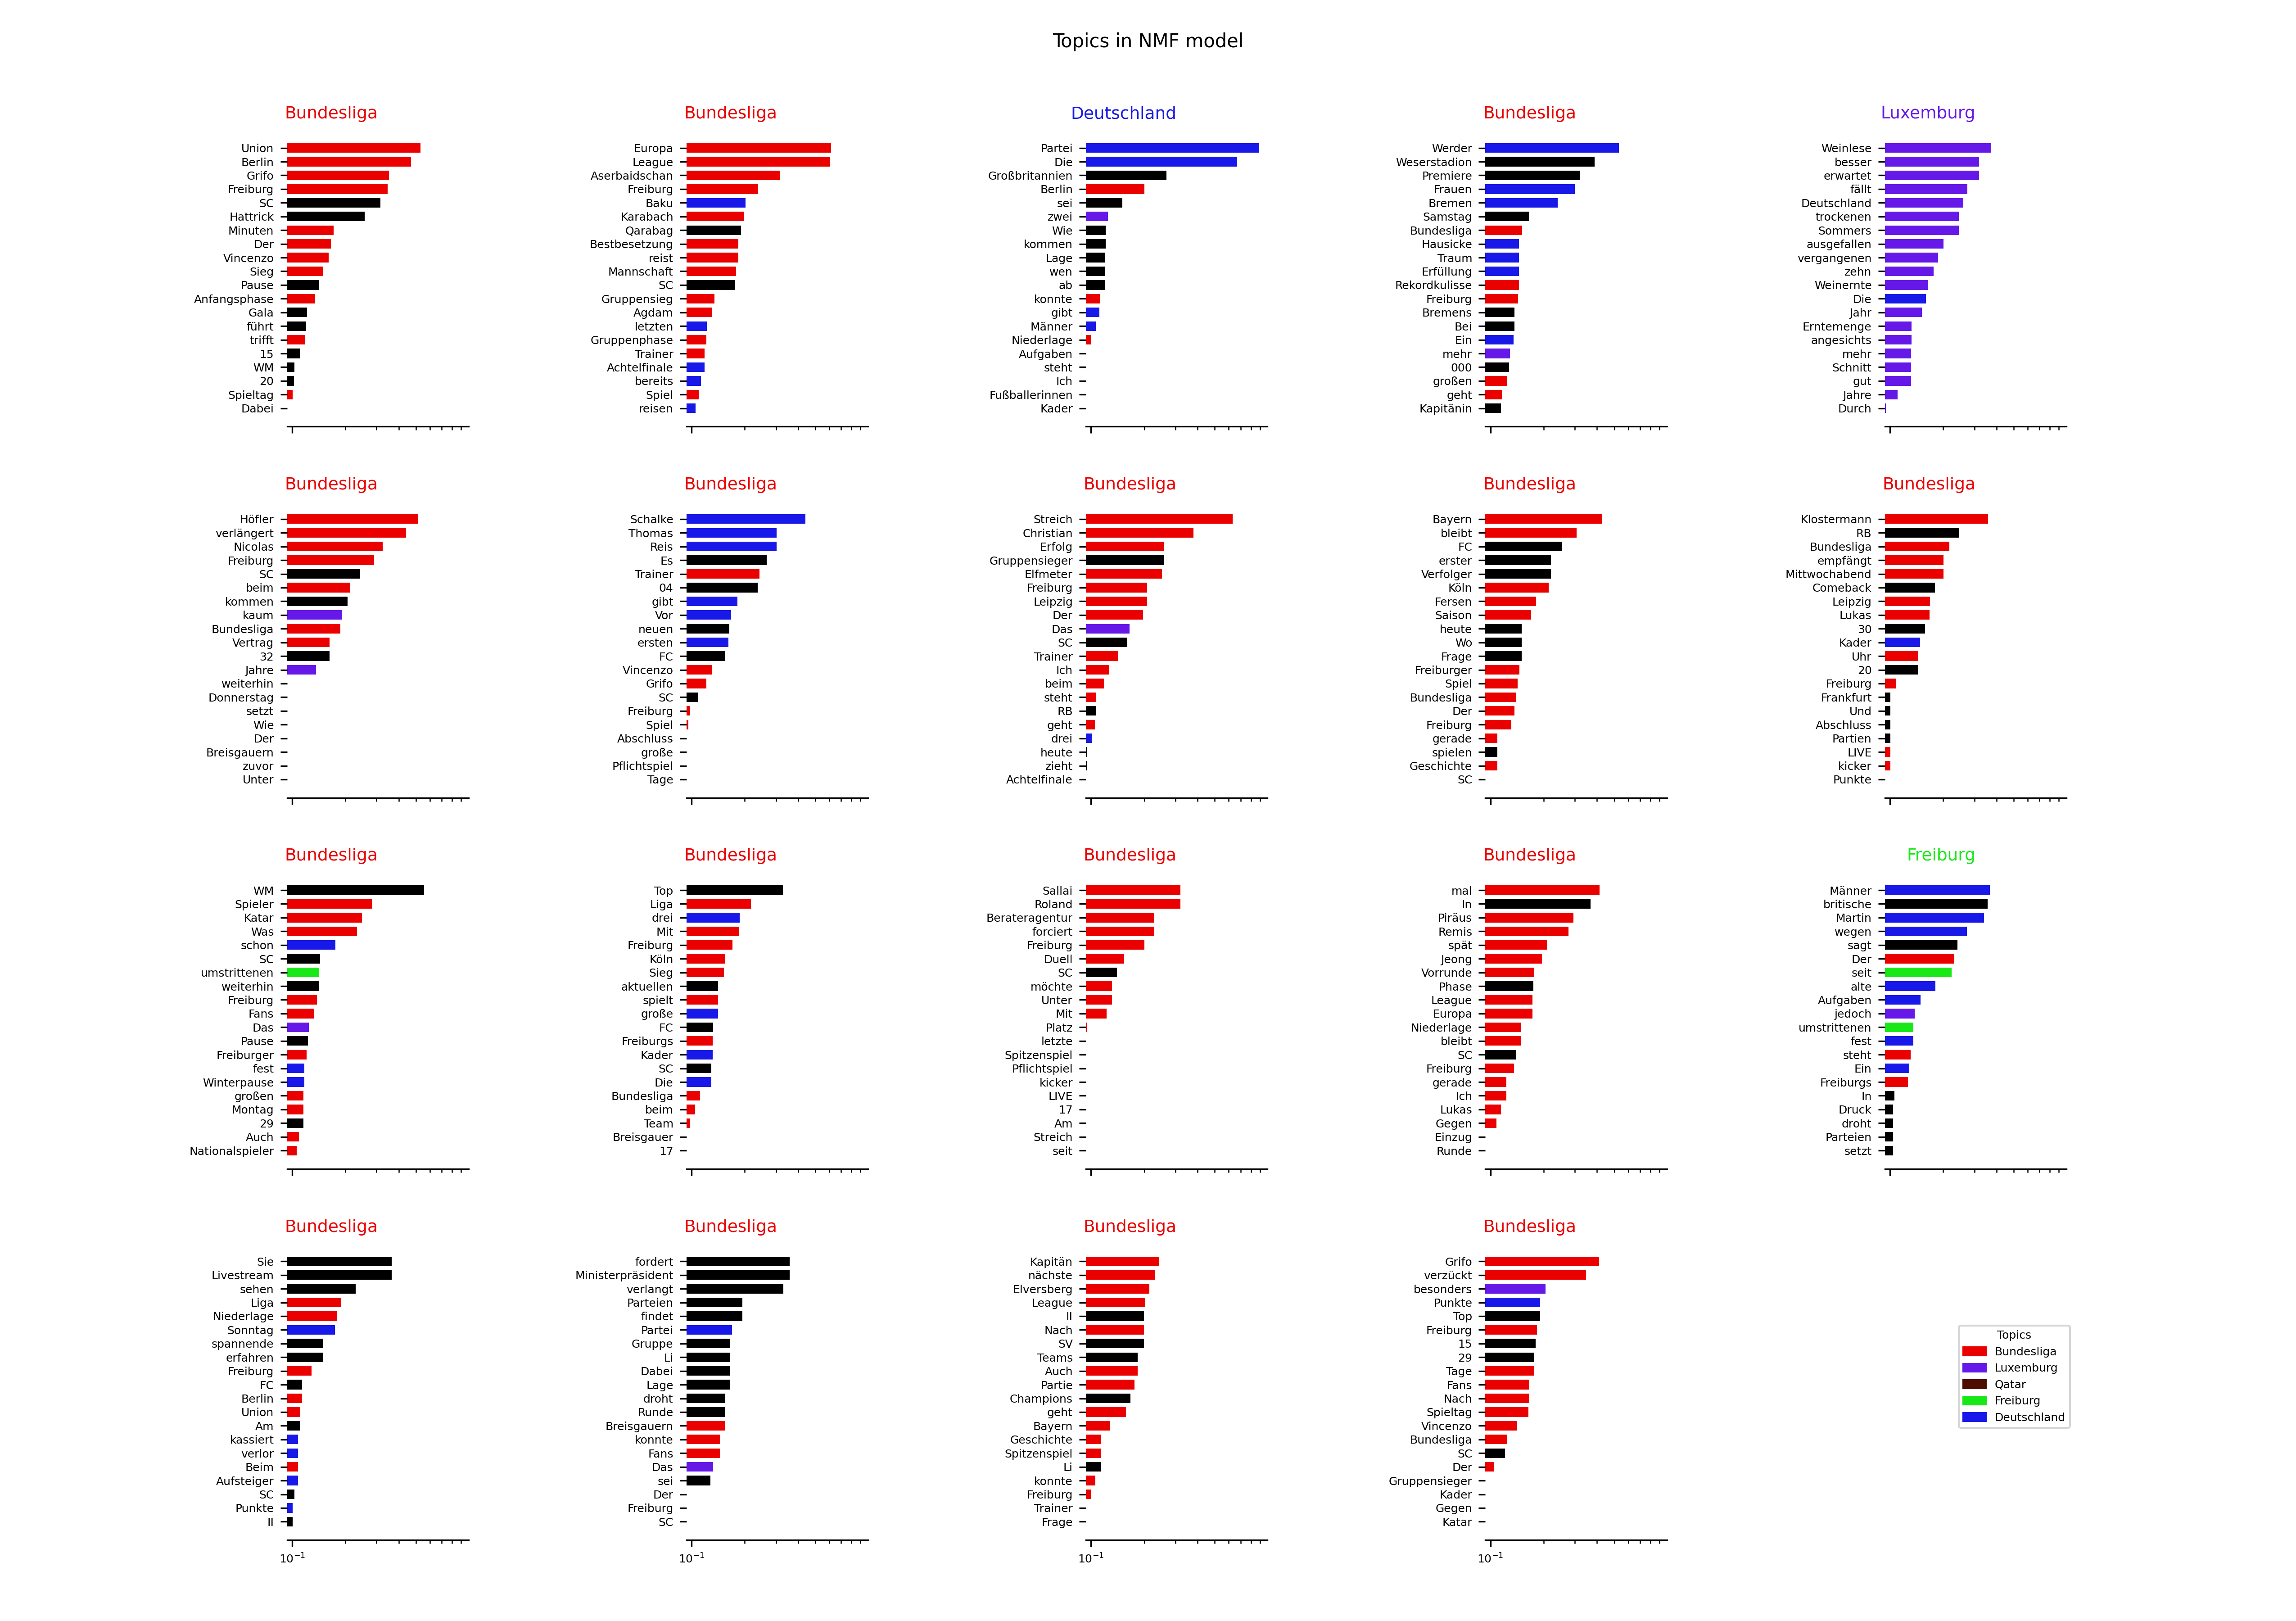 Topics in NMF model
Bundesliga
Union
Berlin
Grifo
Freiburg
SC
Hattrick
Minuten
Der
Vincenzo
Sieg
Pause
Anfangsphase
Gala
führt
trifft
15
WM
20
Spieltag
Dabei
Bundesliga
Europa
League
Aserbaidschan
Freiburg
Baku
Karabach
Qarabag
Bestbesetzung
reist
Mannschaft
SC
Gruppensieg
Agdam
letzten
Gruppenphase
Trainer
Achtelfinale
bereits
Spiel
reisen
Deutschland
Partei
Die
Großbritannien
Berlin
sei
zwei
Wie
kommen
Lage
wen
ab
konnte
gibt
Männer
Niederlage
Aufgaben
steht
Ich
Fußballerinnen
Kader
Bundesliga
Werder
Weserstadion
Premiere
Frauen
Bremen
Samstag
Bundesliga
Hausicke
Traum
Erfüllung
Rekordkulisse
Freiburg
Bremens
Bei
Ein
mehr
000
großen
geht
Kapitänin
Luxemburg
Weinlese
besser
erwartet
fällt
Deutschland
trockenen
Sommers
ausgefallen
vergangenen
zehn
Weinernte
Die
Jahr
Erntemenge
angesichts
mehr
Schnitt
gut
Jahre
Durch
Bundesliga
Höfler
verlängert
Nicolas
Freiburg
SC
beim
kommen
kaum
Bundesliga
Vertrag
32
Jahre
weiterhin
Donnerstag
setzt
Wie
Der
Breisgauern
zuvor
Unter
Bundesliga
Schalke
Thomas
Reis
Es
Trainer
04
gibt
Vor
neuen
ersten
FC
Vincenzo
Grifo
SC
Freiburg
Spiel
Abschluss
große
Pflichtspiel
Tage
Bundesliga
Streich
Christian
Erfolg
Gruppensieger
Elfmeter
Freiburg
Leipzig
Der
Das
SC
Trainer
Ich
beim
steht
RB
geht
drei
heute
zieht
Achtelfinale
Bundesliga
Bayern
bleibt
FC
erster
Verfolger
Köln
Fersen
Saison
heute
Wo
Frage
Freiburger
Spiel
Bundesliga
Der
Freiburg
gerade
spielen
Geschichte
SC
Bundesliga
Klostermann
RB
Bundesliga
empfängt
Mittwochabend
Comeback
Leipzig
Lukas
30
Kader
Uhr
20
Freiburg
Frankfurt
Und
Abschluss
Partien
LIVE
kicker
Punkte
Bundesliga
WM
Spieler
Katar
Was
schon
SC
umstrittenen
weiterhin
Freiburg
Fans
Das
Pause
Freiburger
fest
Winterpause
großen
Montag
29
Auch
Nationalspieler
Bundesliga
Top
Liga
drei
Mit
Freiburg
Köln
Sieg
aktuellen
spielt
große
FC
Freiburgs
Kader
SC
Die
Bundesliga
beim
Team
Breisgauer
17
Bundesliga
Sallai
Roland
Berateragentur
forciert
Freiburg
Duell
SC
möchte
Unter
Mit
Platz
letzte
Spitzenspiel
Pflichtspiel
kicker
LIVE
17
Am
Streich
seit
Bundesliga
mal
In
Piräus
Remis
spät
Jeong
Vorrunde
Phase
League
Europa
Niederlage
bleibt
SC
Freiburg
gerade
Ich
Lukas
Gegen
Einzug
Runde
Freiburg
Männer
britische
Martin
wegen
sagt
Der
seit
alte
Aufgaben
jedoch
umstrittenen
fest
steht
Ein
Freiburgs
In
Druck
droht
Parteien
setzt
Bundesliga
Sie
Livestream
sehen
Liga
Niederlage
Sonntag
spannende
erfahren
Freiburg
FC
Berlin
Union
Am
kassiert
verlor
Beim
Aufsteiger
SC
Punkte
II
10⁻¹
Bundesliga
fordert
Ministerpräsident
verlangt
Parteien
findet
Partei
Gruppe
Li
Dabei
Lage
droht
Runde
Breisgauern
konnte
Fans
Das
sei
Der
Freiburg
SC
10⁻¹
Bundesliga
Kapitän
nächste
Elversberg
League
II
Nach
SV
Teams
Auch
Partie
Champions
geht
Bayern
Geschichte
Spitzenspiel
Li
konnte
Freiburg
Trainer
Frage
10⁻¹
Bundesliga
Grifo
verzückt
besonders
Punkte
Top
Freiburg
15
29
Tage
Fans
Nach
Spieltag
Vincenzo
Bundesliga
SC
Der
Gruppensieger
Kader
Gegen
Katar
10⁻¹
Topics
Bundesliga
Luxemburg
Qatar
Freiburg
Deutschland